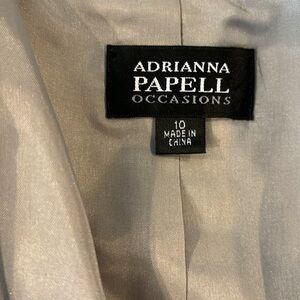 ADRIANNA
PAPELL
OCCASIONS
10
MADE IN
CHINA